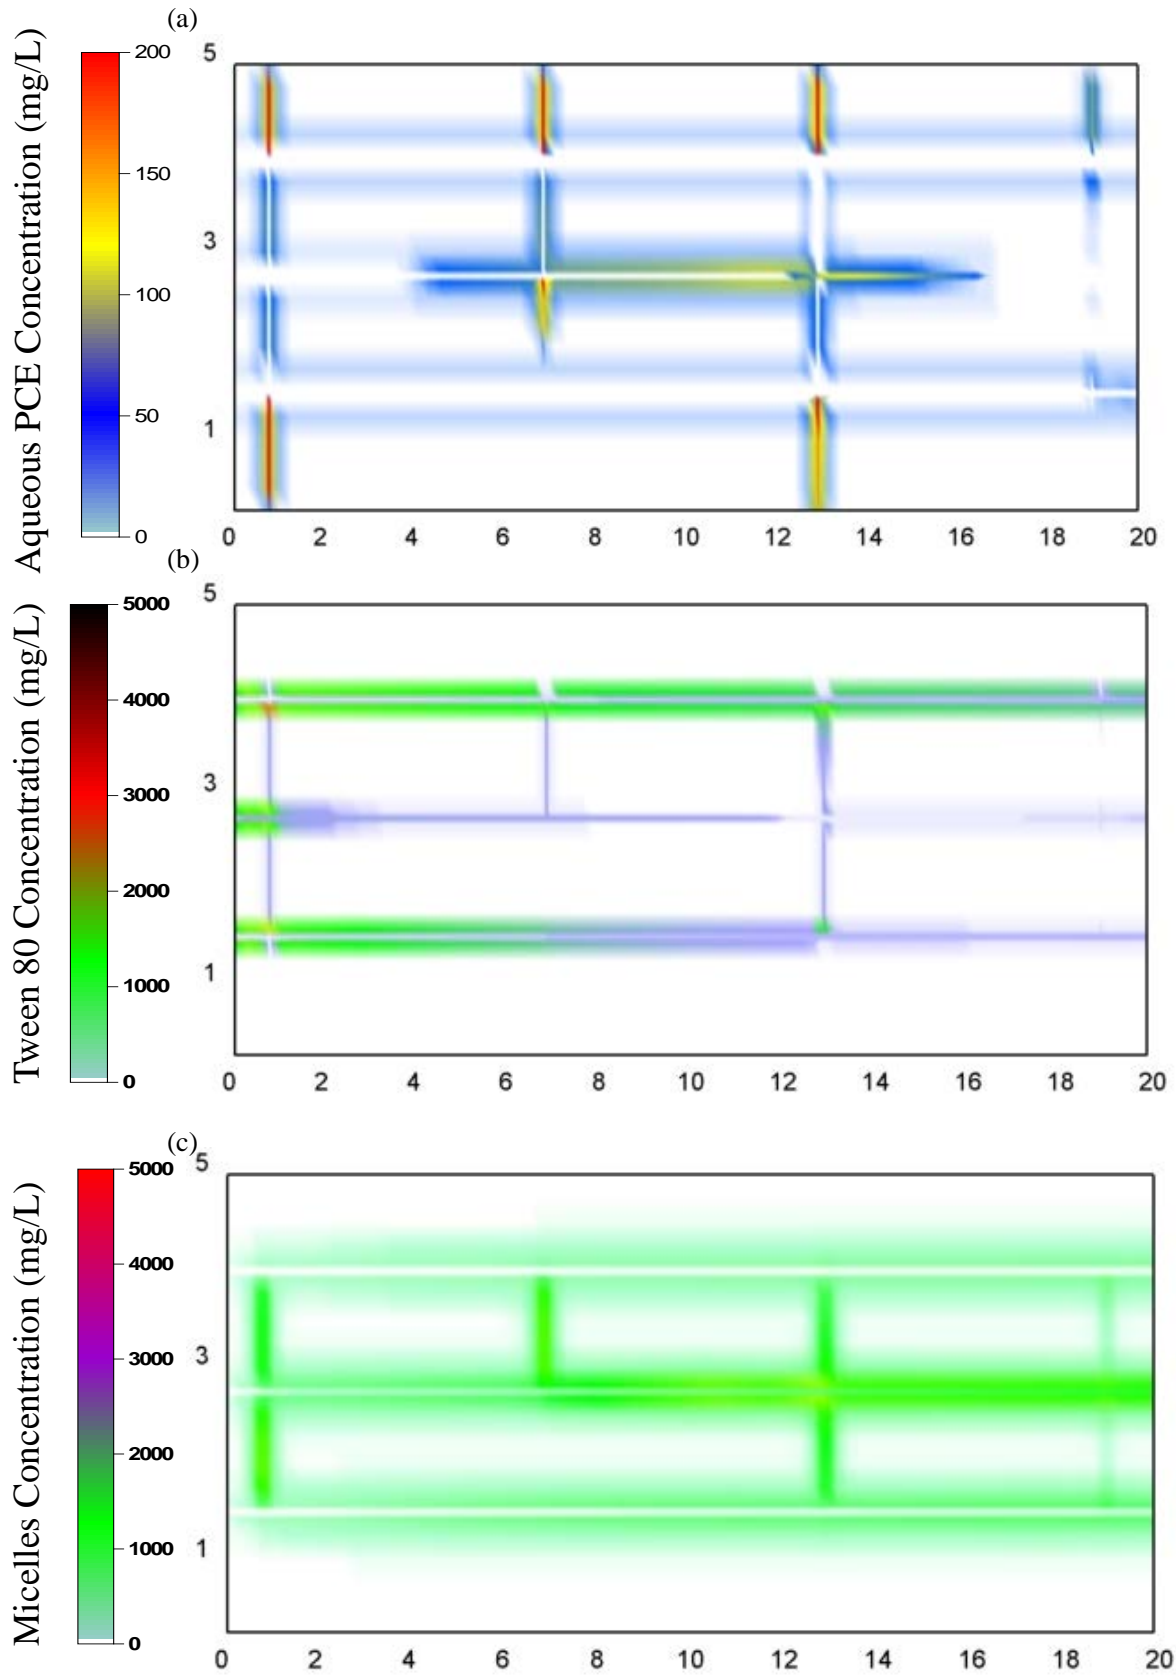 (a)
Aqueous PCE Concentration (mg/L)
200
150
100
50
0
5
3
1
0 2 4 6 8 10 12 14 16 18 20
(b)
Tween 80 Concentration (mg/L)
5000
4000
3000
2000
1000
0
5
3
1
0 2 4 6 8 10 12 14 16 18 20
(c)
Micelles Concentration (mg/L)
5000
4000
3000
2000
1000
0
5
3
1
0 2 4 6 8 10 12 14 16 18 20